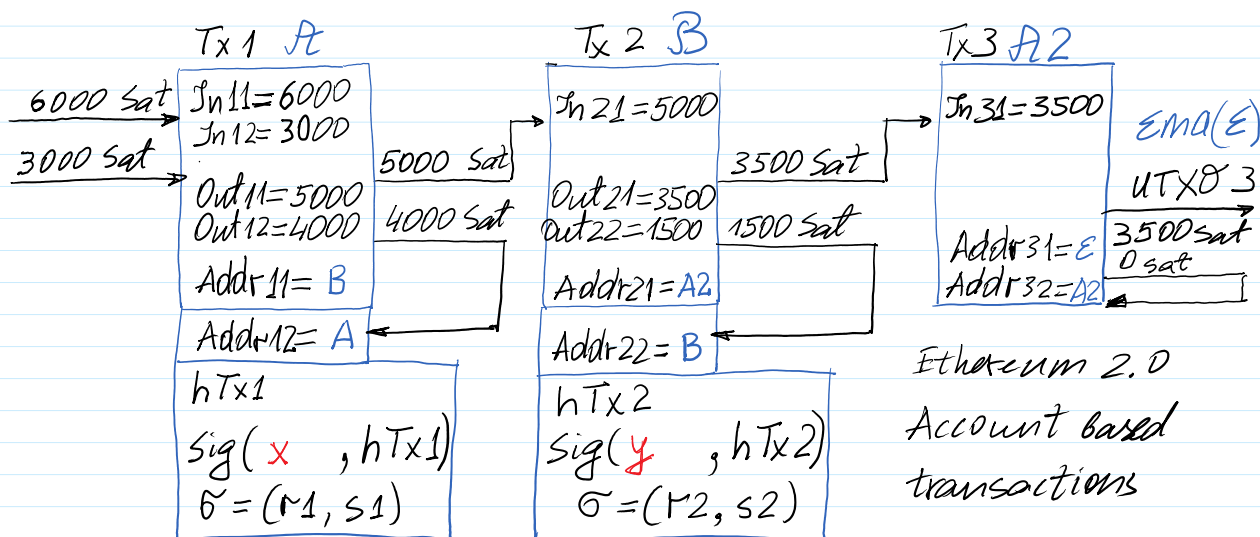 Tx 1 A
6000 Sat
3000 Sat
In11=6000
In12=3000
Out11=5000
Out12=4000
Addr11= B
Addr12= A
hTx1
Sig( x , hTx1)
σ=(r1, s1)
5000 Sat
4000 Sat
Tx 2 B
In21=5000
Out21=3500
Out22=1500
Addr21=A2
Addr22= B
hTx2
Sig(y , hTx2)
σ=(r2, s2)
3500 Sat
1500 Sat
Tx3 A2
In31=3500
Addr31=E
Addr32=A2
Ema(E)
UTXO 3
3500sat
0 sat
Ethereum 2.0
Account based
transactions